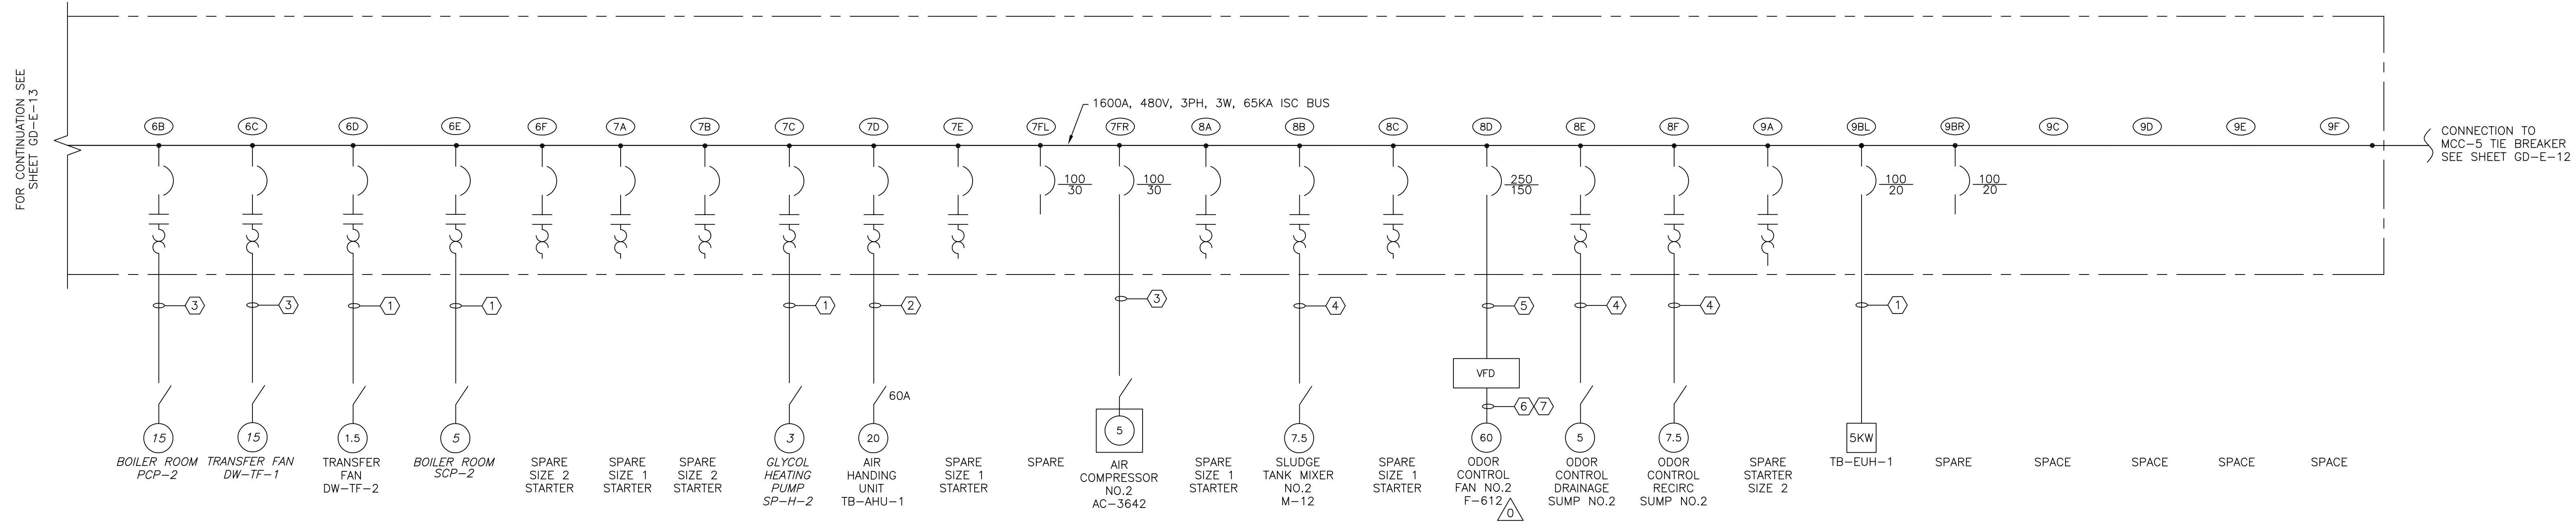 FOR CONTINUATION SEE
SHEET GD-E-13
1600A, 480V, 3PH, 3W, 65KA ISC BUS
6B 6C 6D 6E 6F 7A 7B 7C 7D 7E 7FL 7FR 8A 8B 8C 8D 8E 8F 9A 9BL 9BR 9C 9D 9E 9F
CONNECTION TO
MCC-5 TIE BREAKER
SEE SHEET GD-E-12
100
30
100
30
250
150
100
20
100
20
3 3 1 1 1 2 3 4 5 4 4 1
VFD
60A
6 7
15
BOILER ROOM
PCP-2
15
TRANSFER FAN
DW-TF-1
1.5
TRANSFER
FAN
DW-TF-2
5
BOILER ROOM
SCP-2
SPARE
SIZE 2
STARTER
SPARE
SIZE 1
STARTER
SPARE
SIZE 2
STARTER
3
GLYCOL
HEATING
PUMP
SP-H-2
20
AIR
HANDING
UNIT
TB-AHU-1
SPARE
SIZE 1
STARTER
SPARE
5
AIR
COMPRESSOR
NO.2
AC-3642
SPARE
SIZE 1
STARTER
7.5
SLUDGE
TANK MIXER
NO.2
M-12
SPARE
SIZE 1
STARTER
60
ODOR
CONTROL
FAN NO.2
F-612
0
5
ODOR
CONTROL
DRAINAGE
SUMP NO.2
7.5
ODOR
CONTROL
RECIRC
SUMP NO.2
SPARE
STARTER
SIZE 2
5KW
TB-EUH-1
SPARE
SPACE
SPACE
SPACE
SPACE